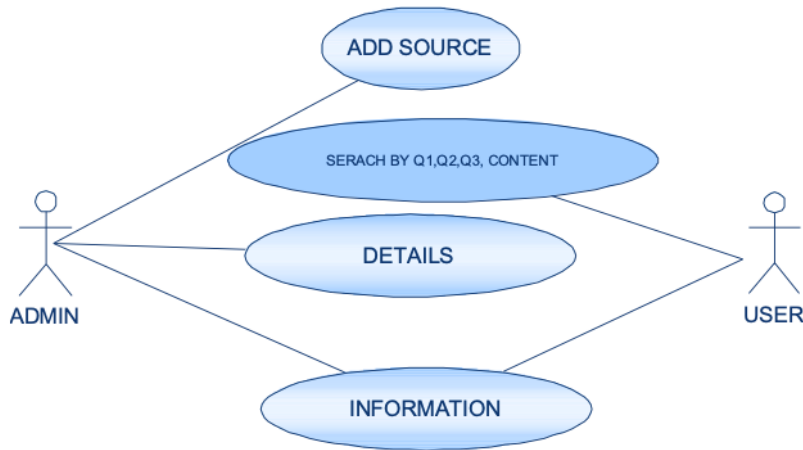 ADD SOURCE
SERACH BY Q1,Q2,Q3, CONTENT
DETAILS
ADMIN
USER
INFORMATION